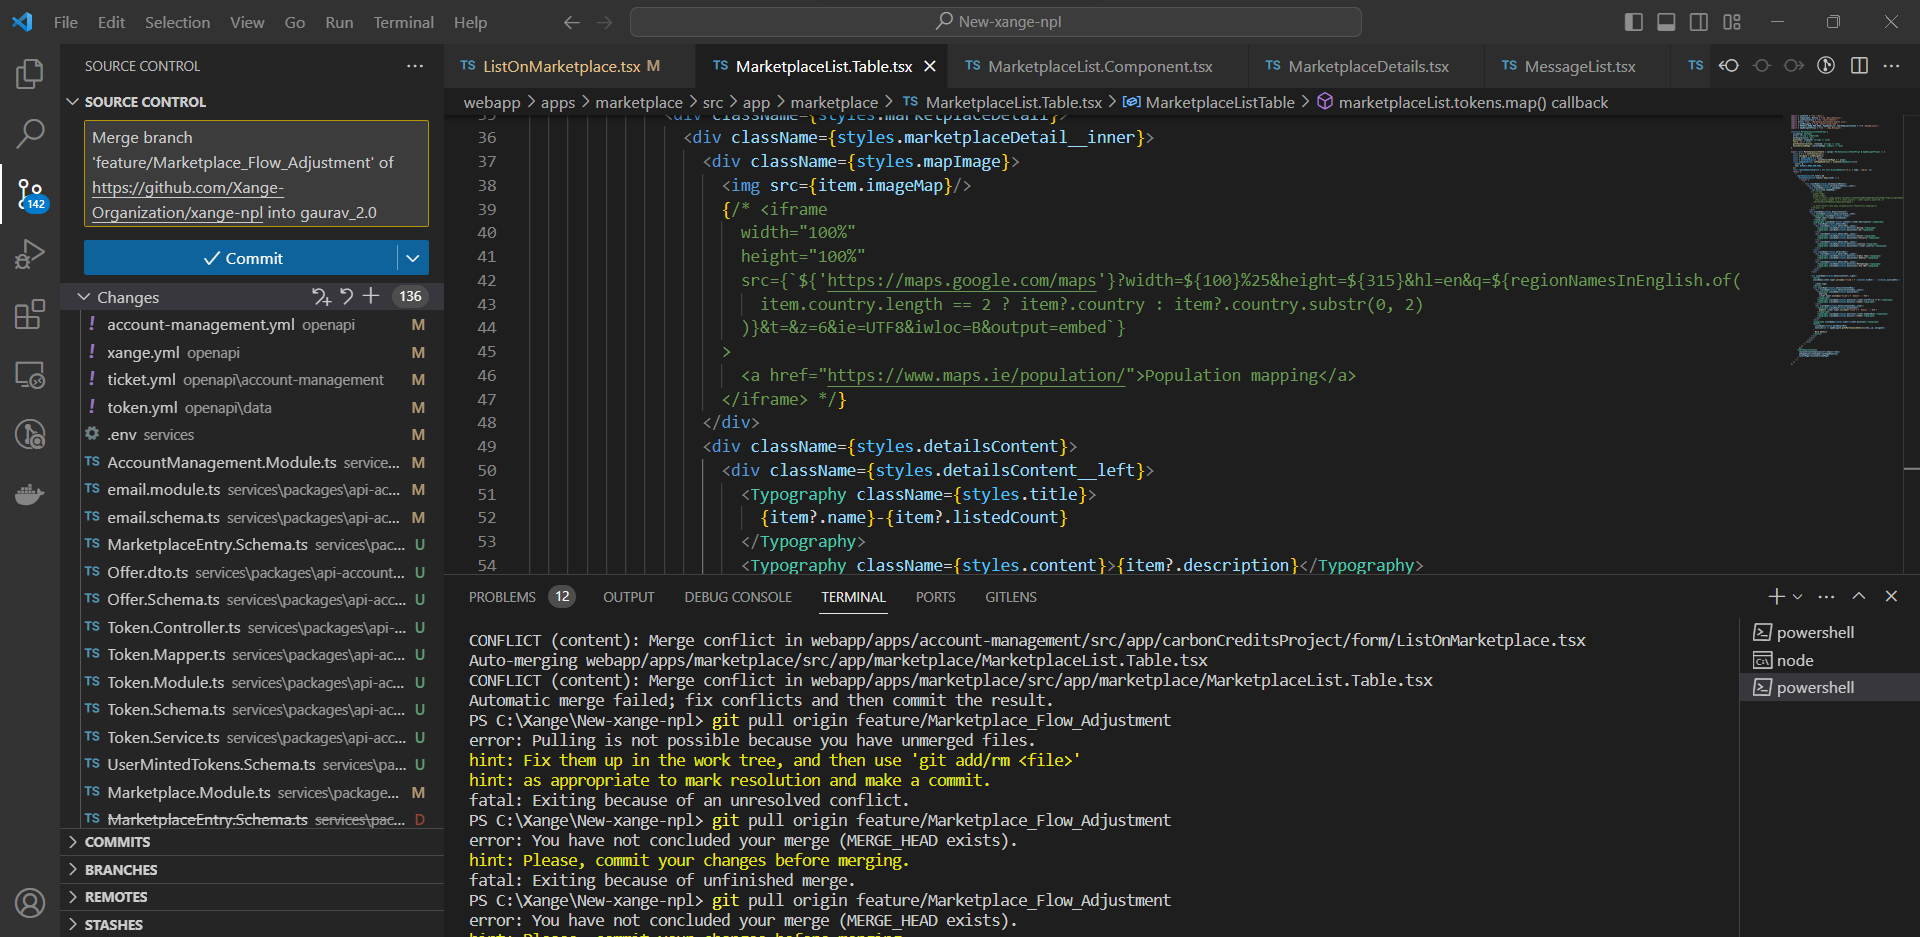 File Edit Selection View Go Run Terminal Help
New-xange-npl
SOURCE CONTROL
SOURCE CONTROL
Merge branch
'feature/Marketplace_Flow_Adjustment' of
https://github.com/Xange-
Organization/xange-npl into gaurav_2.0
Commit
Changes 136
account-management.yml openapi M
xange.yml openapi M
ticket.yml openapi\account-management M
token.yml openapi\data M
.env services M
TS AccountManagement.Module.ts service... M
TS email.module.ts services\packages\api-ac... M
TS email.schema.ts services\packages\api-ac... M
TS MarketplaceEntry.Schema.ts services\pac... U
TS Offer.dto.ts services\packages\api-account... U
TS Offer.Schema.ts services\packages\api-acc... U
TS Token.Controller.ts services\packages\api-... U
TS Token.Mapper.ts services\packages\api-ac... U
TS Token.Module.ts services\packages\api-ac... U
TS Token.Schema.ts services\packages\api-ac... U
TS Token.Service.ts services\packages\api-acc... U
TS UserMintedTokens.Schema.ts services\pa... U
TS Marketplace.Module.ts services\package... M
TS MarketplaceEntry.Schema.ts services\pac... D
COMMITS
BRANCHES
REMOTES
STASHES
142
TS ListOnMarketplace.tsx M TS MarketplaceList.Table.tsx TS MarketplaceList.Component.tsx TS MarketplaceDetails.tsx TS MessageList.tsx TS
webapp > apps > marketplace > src > app > marketplace > TS MarketplaceList.Table.tsx > MarketplaceListTable > marketplaceList.tokens.map() callback
35 <div className={styles.marketplaceDetail}>
36 <div className={styles.marketplaceDetail__inner}>
37 <div className={styles.mapImage}>
38 <img src={item.imageMap}/>
39 {/* <iframe
40 width="100%"
41 height="100%"
42 src={`${'https://maps.google.com/maps'}?width=${100}%25&height=${315}&hl=en&q=${regionNamesInEnglish.of(
43 item.country.length == 2 ? item?.country : item?.country.substr(0, 2)
44 )}&t=&z=6&ie=UTF8&iwloc=B&output=embed`}
45 >
46 <a href="https://www.maps.ie/population/">Population mapping</a>
47 </iframe> */}
48 </div>
49 <div className={styles.detailsContent}>
50 <div className={styles.detailsContent__left}>
51 <Typography className={styles.title}>
52 {item?.name}-{item?.listedCount}
53 </Typography>
54 <Typography className={styles.content}>{item?.description}</Typography>
PROBLEMS 12 OUTPUT DEBUG CONSOLE TERMINAL PORTS GITLENS
CONFLICT (content): Merge conflict in webapp/apps/account-management/src/app/carbonCreditsProject/form/ListOnMarketplace.tsx
Auto-merging webapp/apps/marketplace/src/app/marketplace/MarketplaceList.Table.tsx
CONFLICT (content): Merge conflict in webapp/apps/marketplace/src/app/marketplace/MarketplaceList.Table.tsx
Automatic merge failed; fix conflicts and then commit the result.
PS C:\Xange\New-xange-npl> git pull origin feature/Marketplace_Flow_Adjustment
error: Pulling is not possible because you have unmerged files.
hint: Fix them up in the work tree, and then use 'git add/rm <file>'
hint: as appropriate to mark resolution and make a commit.
fatal: Exiting because of an unresolved conflict.
PS C:\Xange\New-xange-npl> git pull origin feature/Marketplace_Flow_Adjustment
error: You have not concluded your merge (MERGE_HEAD exists).
hint: Please, commit your changes before merging.
fatal: Exiting because of unfinished merge.
PS C:\Xange\New-xange-npl> git pull origin feature/Marketplace_Flow_Adjustment
error: You have not concluded your merge (MERGE_HEAD exists).
hint: Please, commit your changes before merging.
powershell
node
powershell